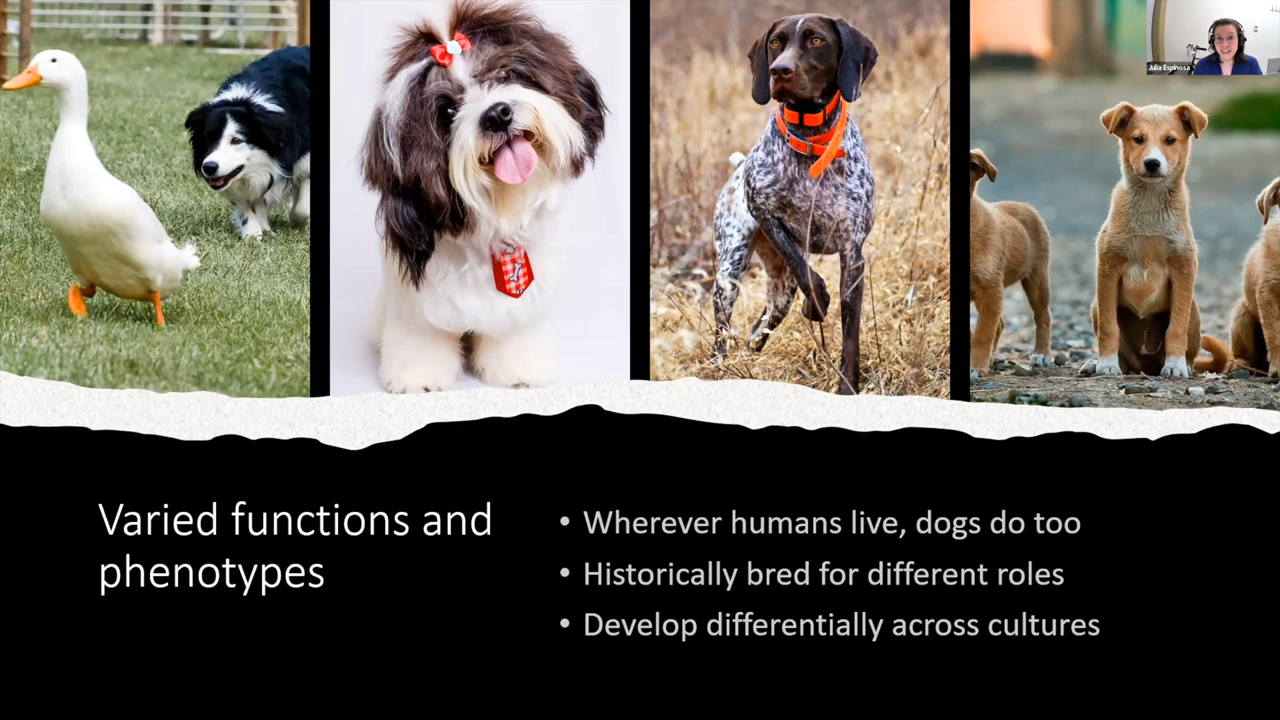 Julia Espinosa
Varied functions and
phenotypes
• Wherever humans live, dogs do too
• Historically bred for different roles
• Develop differentially across cultures